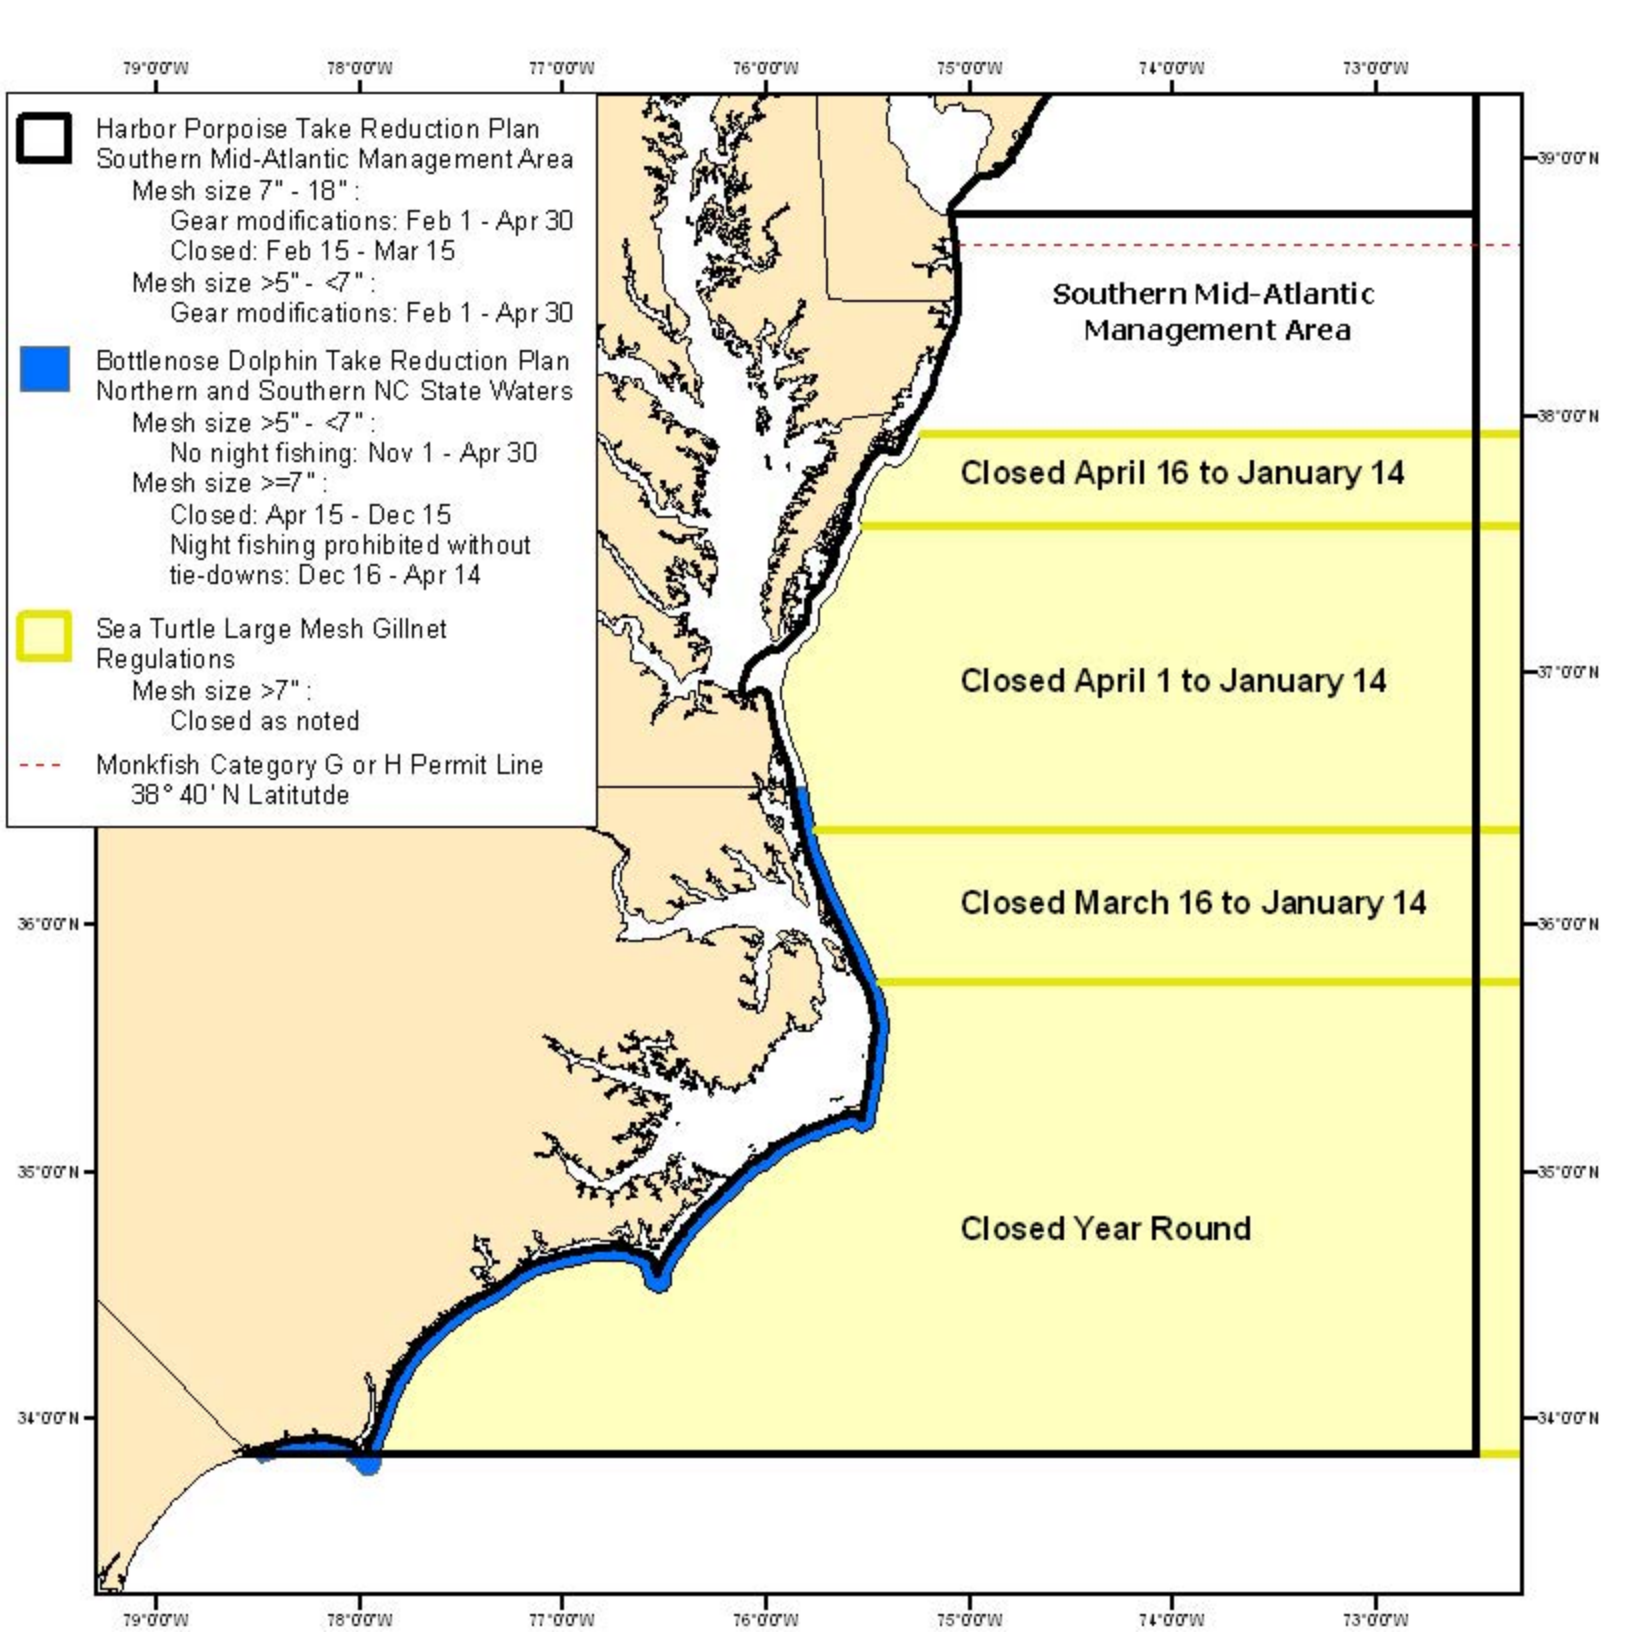 79°0'0"W 78°0'0"W 77°0'0"W 76°0'0"W 75°0'0"W 74°0'0"W 73°0'0"W
Harbor Porpoise Take Reduction Plan
Southern Mid-Atlantic Management Area
Mesh size 7" - 18" :
Gear modifications: Feb 1 - Apr 30
Closed: Feb 15 - Mar 15
Mesh size >5" - <7" :
Gear modifications: Feb 1 - Apr 30
Bottlenose Dolphin Take Reduction Plan
Northern and Southern NC State Waters
Mesh size >5" - <7" :
No night fishing: Nov 1 - Apr 30
Mesh size >=7" :
Closed: Apr 15 - Dec 15
Night fishing prohibited without
tie-downs: Dec 16 - Apr 14
Sea Turtle Large Mesh Gillnet
Regulations
Mesh size >7" :
Closed as noted
Monkfish Category G or H Permit Line
38° 40' N Latitutde
39°0'0"N
Southern Mid-Atlantic
Management Area
38°0'0"N
Closed April 16 to January 14
37°0'0"N
Closed April 1 to January 14
Closed March 16 to January 14
36°0'0"N 36°0'0"N
35°0'0"N 35°0'0"N
Closed Year Round
34°0'0"N 34°0'0"N
79°0'0"W 78°0'0"W 77°0'0"W 76°0'0"W 75°0'0"W 74°0'0"W 73°0'0"W